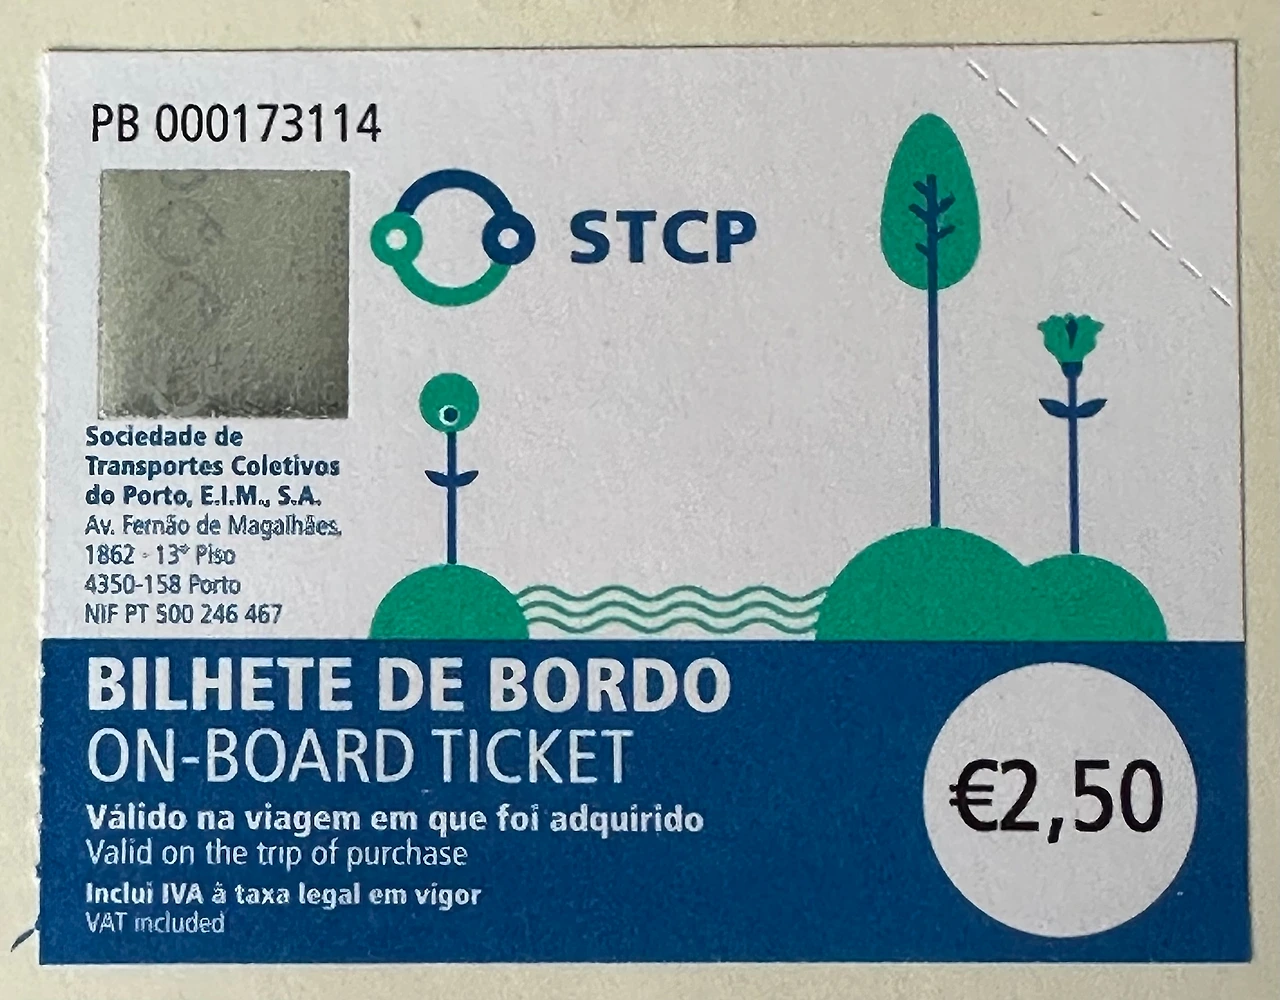 PB 000173114
STCP
Sociedade de
Transportes Coletivos
do Porto, E.I.M., S.A.
Av. Fernão de Magalhães,
1862 - 13º Piso
4350-158 Porto
NIF PT 500 246 467
BILHETE DE BORDO
ON-BOARD TICKET
Válido na viagem em que foi adquirido
Valid on the trip of purchase
Inclui IVA à taxa legal em vigor
VAT included
€2,50